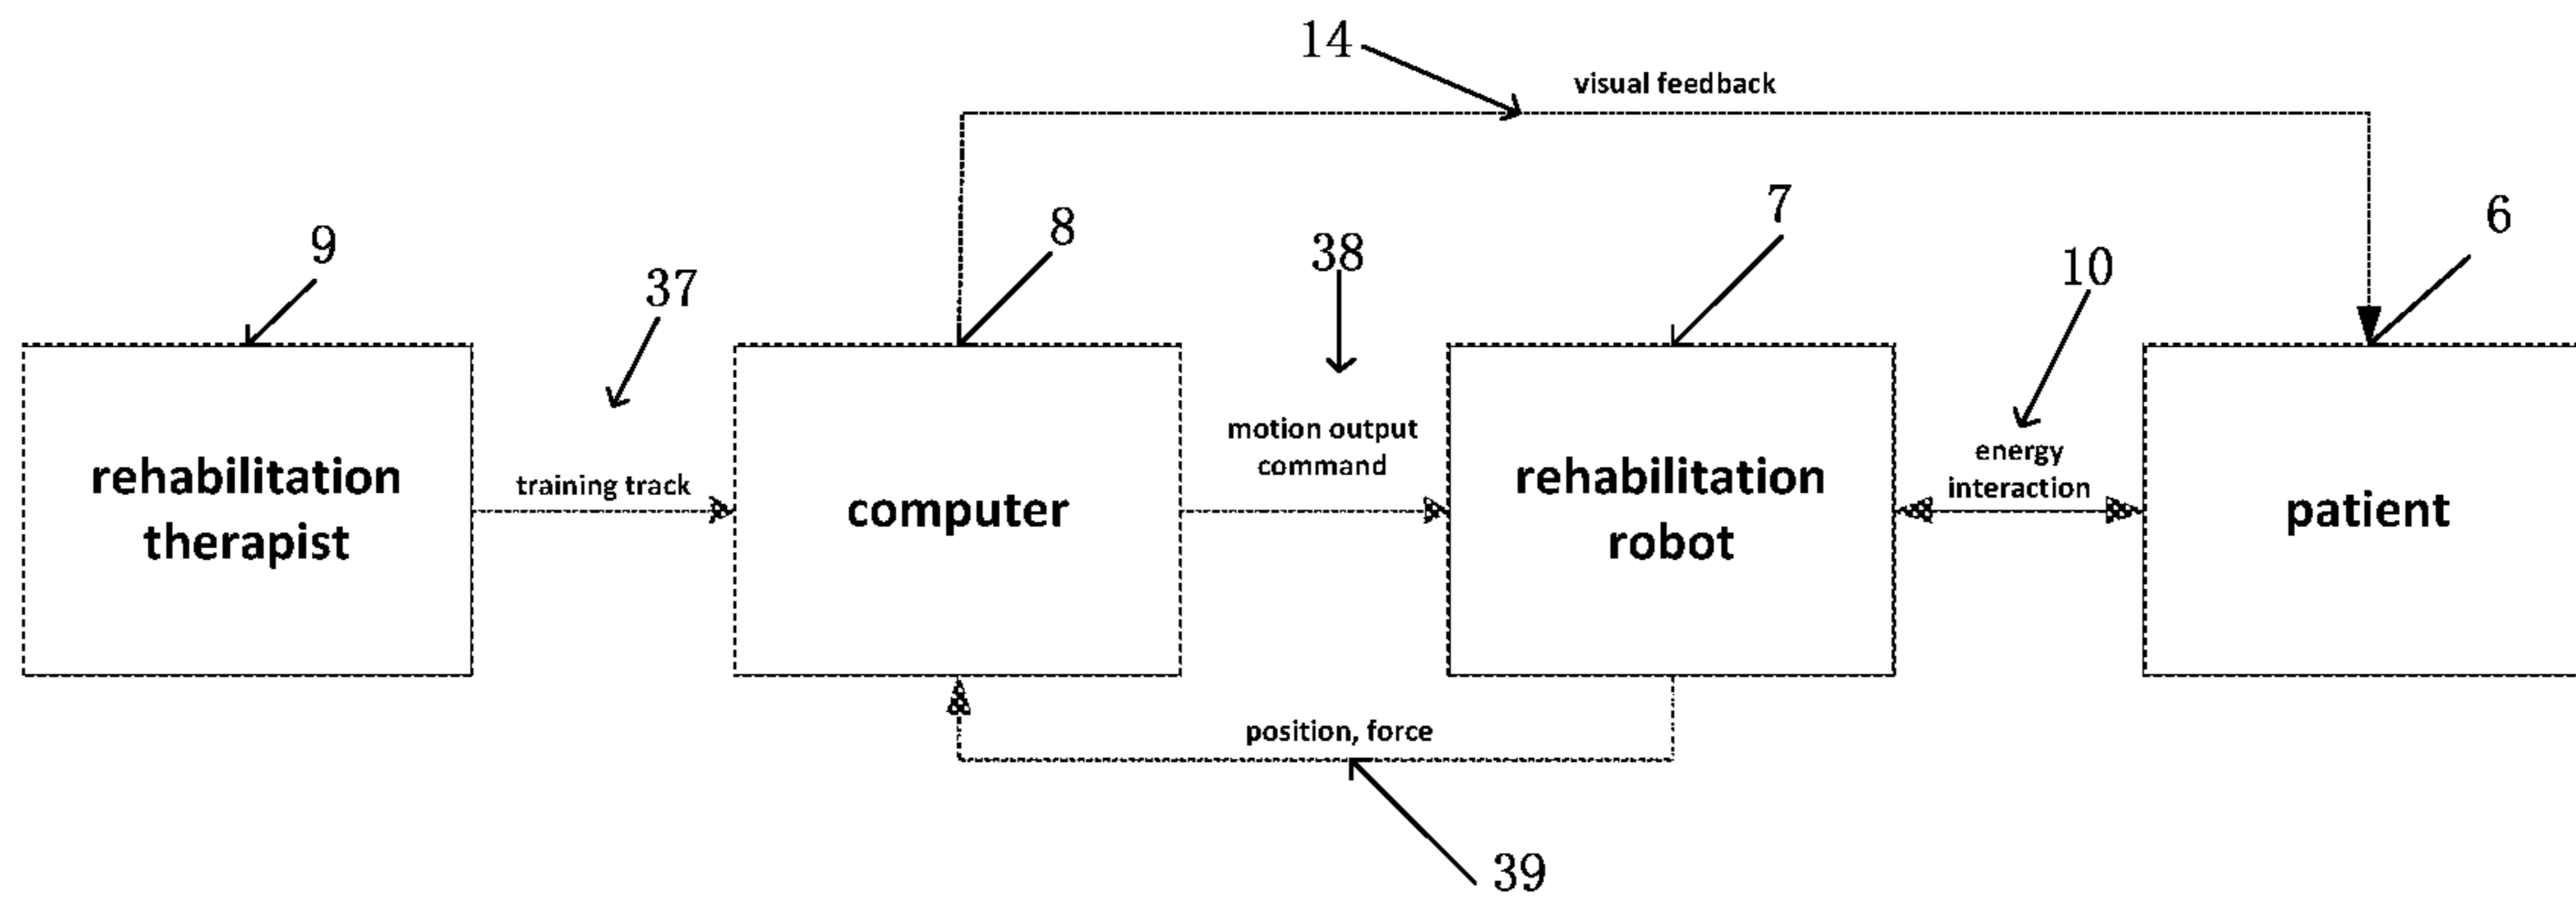 14
visual feedback
9
37
8
38
7
10
6
rehabilitation
therapist
training track
computer
motion output
command
rehabilitation
robot
energy
interaction
patient
position, force
39